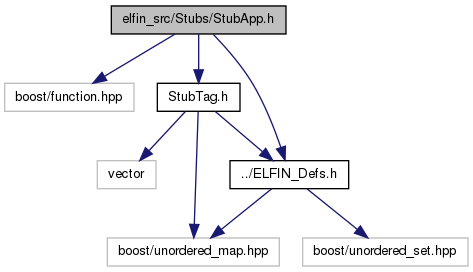 elfin_src/Stubs/StubApp.h
boost/function.hpp
StubTag.h
vector
../ELFIN_Defs.h
boost/unordered_map.hpp
boost/unordered_set.hpp